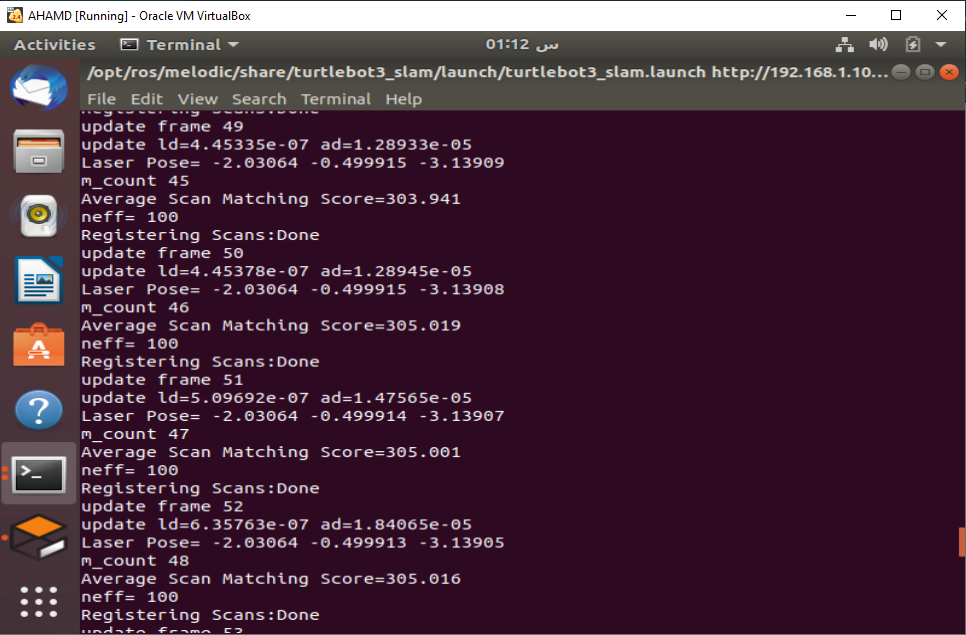 AHAMD [Running] - Oracle VM VirtualBox
Activities Terminal 01:12 س
/opt/ros/melodic/share/turtlebot3_slam/launch/turtlebot3_slam.launch http://192.168.1.10...
File Edit View Search Terminal Help
Registering Scans:Done
update frame 49
update ld=4.45335e-07 ad=1.28933e-05
Laser Pose= -2.03064 -0.499915 -3.13909
m_count 45
Average Scan Matching Score=303.941
neff= 100
Registering Scans:Done
update frame 50
update ld=4.45378e-07 ad=1.28945e-05
Laser Pose= -2.03064 -0.499915 -3.13908
m_count 46
Average Scan Matching Score=305.019
neff= 100
Registering Scans:Done
update frame 51
update ld=5.09692e-07 ad=1.47565e-05
Laser Pose= -2.03064 -0.499914 -3.13907
m_count 47
Average Scan Matching Score=305.001
neff= 100
Registering Scans:Done
update frame 52
update ld=6.35763e-07 ad=1.84065e-05
Laser Pose= -2.03064 -0.499913 -3.13905
m_count 48
Average Scan Matching Score=305.016
neff= 100
Registering Scans:Done
update frame 53